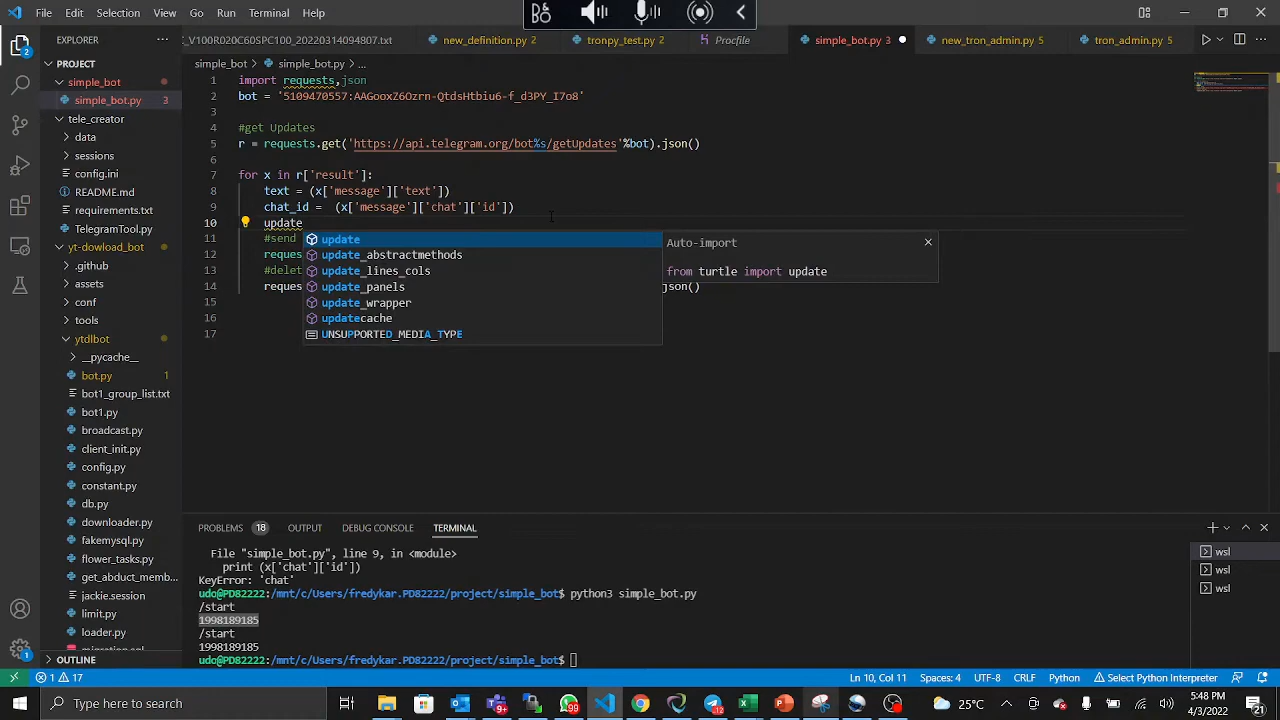 File Edit Selection View Go Run Terminal Help
EXPLORER
_V100RD20C60SPC100_20220314094807.txt new_definition.py 2 tronpy_test.py 2 Procfile simple_bot.py 3 new_tron_admin.py 5 tron_admin.py 5
PROJECT
simple_bot
simple_bot.py 3
tele_creator
data
sessions
config.ini
README.md
requirements.txt
TelegramTool.py
yt-dowload_bot
.github
assets
conf
tools
ytdlbot
__pycache__
bot.py 1
bot1_group_list.txt
bot1.py
broadcast.py
client_init.py
config.py
constant.py
db.py
downloader.py
fakemysql.py
flower_tasks.py
get_abduct_memb...
jackie.session
limit.py
loader.py
migration.sql
OUTLINE
simple_bot > simple_bot.py > ...
1 import requests,json
2 bot = '5109470557:AAGooxZ6Ozrn-QtdsHtbiu6-f_d3PY_I7o8'
3
4 #get Updates
5 r = requests.get('https://api.telegram.org/bot%s/getUpdates'%bot).json()
6
7 for x in r['result']:
8 text = (x['message']['text'])
9 chat_id = (x['message']['chat']['id'])
10 update
11 #send
12 reques
13 #delet
14 reques json()
15
16
17
update
update_abstractmethods
update_lines_cols
update_panels
update_wrapper
updatecache
UNSUPPORTED_MEDIA_TYPE
Auto-import
from turtle import update
PROBLEMS 18 OUTPUT DEBUG CONSOLE TERMINAL
File "simple_bot.py", line 9, in <module>
print (x['chat']['id'])
KeyError: 'chat'
udo@PD82222:/mnt/c/Users/fredykar.PD82222/project/simple_bot$ python3 simple_bot.py
/start
1998189185
/start
1998189185
udo@PD82222:/mnt/c/Users/fredykar.PD82222/project/simple_bot$
wsl
wsl
wsl
1 17 Ln 10, Col 11 Spaces: 4 UTF-8 CRLF Python Select Python Interpreter
Type here to search 23°C 5:48 PM
4/3/2022